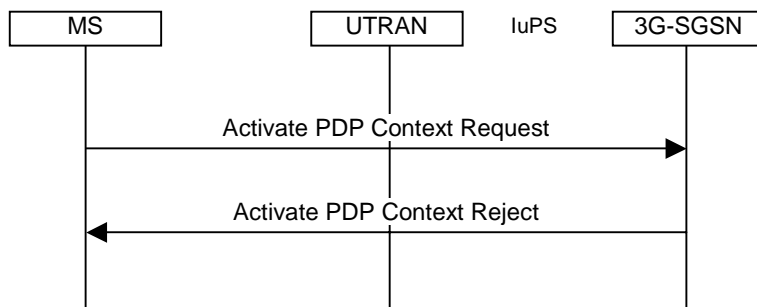 MS UTRAN IuPS 3G-SGSN
Activate PDP Context Request
Activate PDP Context Reject